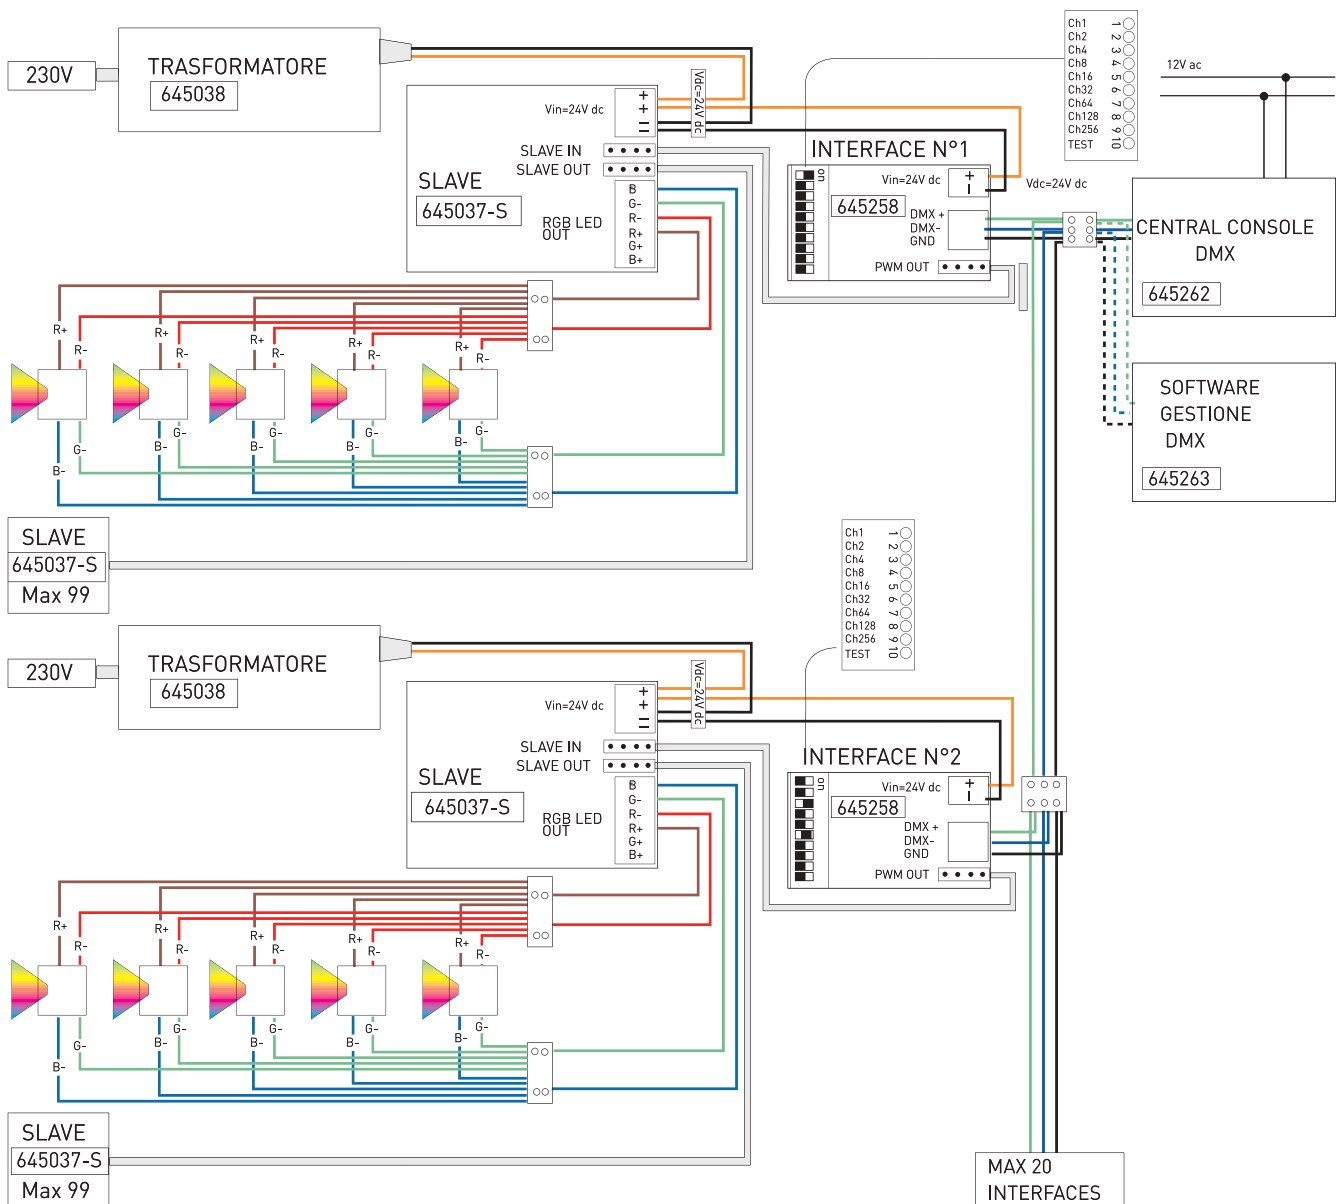 230V
TRASFORMATORE
645038
Vdc=24V dc
Vin=24V dc
+
+
=
SLAVE IN
SLAVE OUT
SLAVE
645037-S
RGB LED
OUT
B
G-
R-
R+
G+
B+
INTERFACE N°1
on
Vin=24V dc
+
-
645258
DMX +
DMX-
GND
PWM OUT
Vdc=24V dc
Ch1 1
Ch2 2
Ch4 3
Ch8 4
Ch16 5
Ch32 6
Ch64 7
Ch128 8
Ch256 9
TEST 10
12V ac
CENTRAL CONSOLE
DMX
645262
SOFTWARE
GESTIONE
DMX
645263
R+
R-
R+
R-
R+
R-
R+
R-
R+
R-
B-
G-
B-
G-
B-
G-
B-
G-
B-
G-
SLAVE
645037-S
Max 99
230V
TRASFORMATORE
645038
Vdc=24V dc
Vin=24V dc
+
+
=
SLAVE IN
SLAVE OUT
SLAVE
645037-S
RGB LED
OUT
B
G-
R-
R+
G+
B+
Ch1 1
Ch2 2
Ch4 3
Ch8 4
Ch16 5
Ch32 6
Ch64 7
Ch128 8
Ch256 9
TEST 10
INTERFACE N°2
on
Vin=24V dc
+
-
645258
DMX +
DMX-
GND
PWM OUT
R+
R-
R+
R-
R+
R-
R+
R-
R+
R-
B-
G-
B-
G-
B-
G-
B-
G-
B-
G-
SLAVE
645037-S
Max 99
MAX 20
INTERFACES